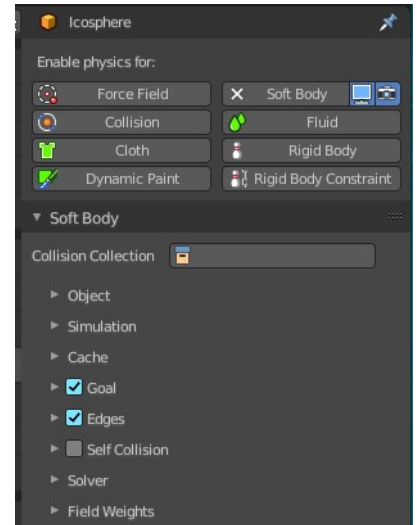 Icosphere
Enable physics for:
Force Field
Soft Body
Collision
Fluid
Cloth
Rigid Body
Dynamic Paint
Rigid Body Constraint
Soft Body
Collision Collection
Object
Simulation
Cache
Goal
Edges
Self Collision
Solver
Field Weights